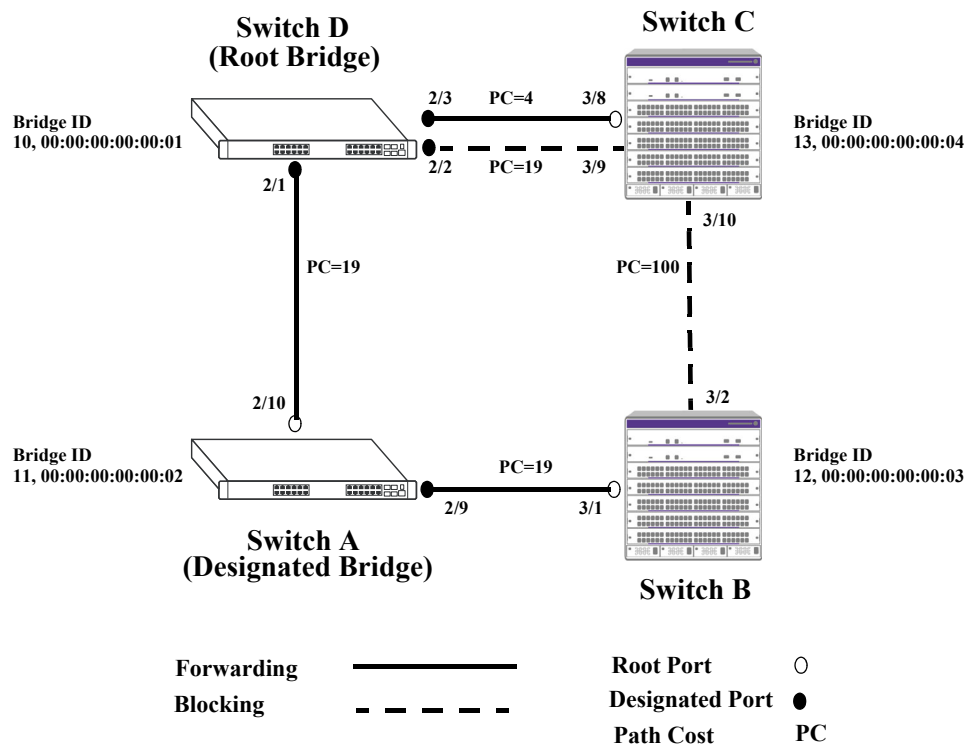 Switch D
(Root Bridge)
Switch C
Bridge ID
10, 00:00:00:00:00:01
2/3 PC=4 3/8
2/2 PC=19 3/9
Bridge ID
13, 00:00:00:00:00:04
2/1
3/10
PC=19
PC=100
2/10
3/2
Bridge ID
11, 00:00:00:00:00:02
PC=19
2/9 3/1
Bridge ID
12, 00:00:00:00:00:03
Switch A
(Designated Bridge)
Switch B
Forwarding
Blocking
Root Port
Designated Port
Path Cost PC